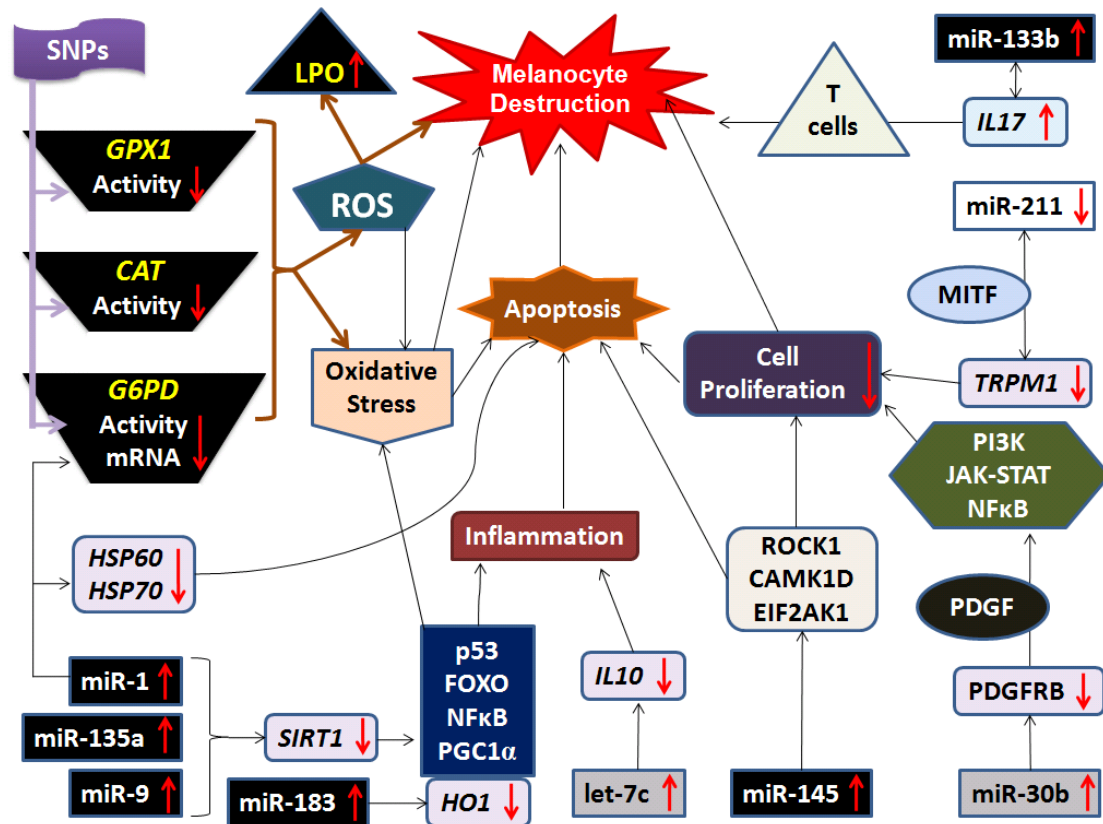 SNPs
LPO
Melanocyte
Destruction
T
cells
miR-133b
IL17
GPX1
Activity
ROS
miR-211
CAT
Activity
MITF
Apoptosis
Oxidative
Stress
Cell
Proliferation
TRPM1
G6PD
Activity
mRNA
PI3K
JAK-STAT
NFκB
HSP60
HSP70
Inflammation
ROCK1
CAMK1D
EIF2AK1
PDGF
p53
FOXO
NFκB
PGC1α
miR-1
miR-135a
miR-9
SIRT1
IL10
PDGFRB
miR-183
HO1
let-7c
miR-145
miR-30b